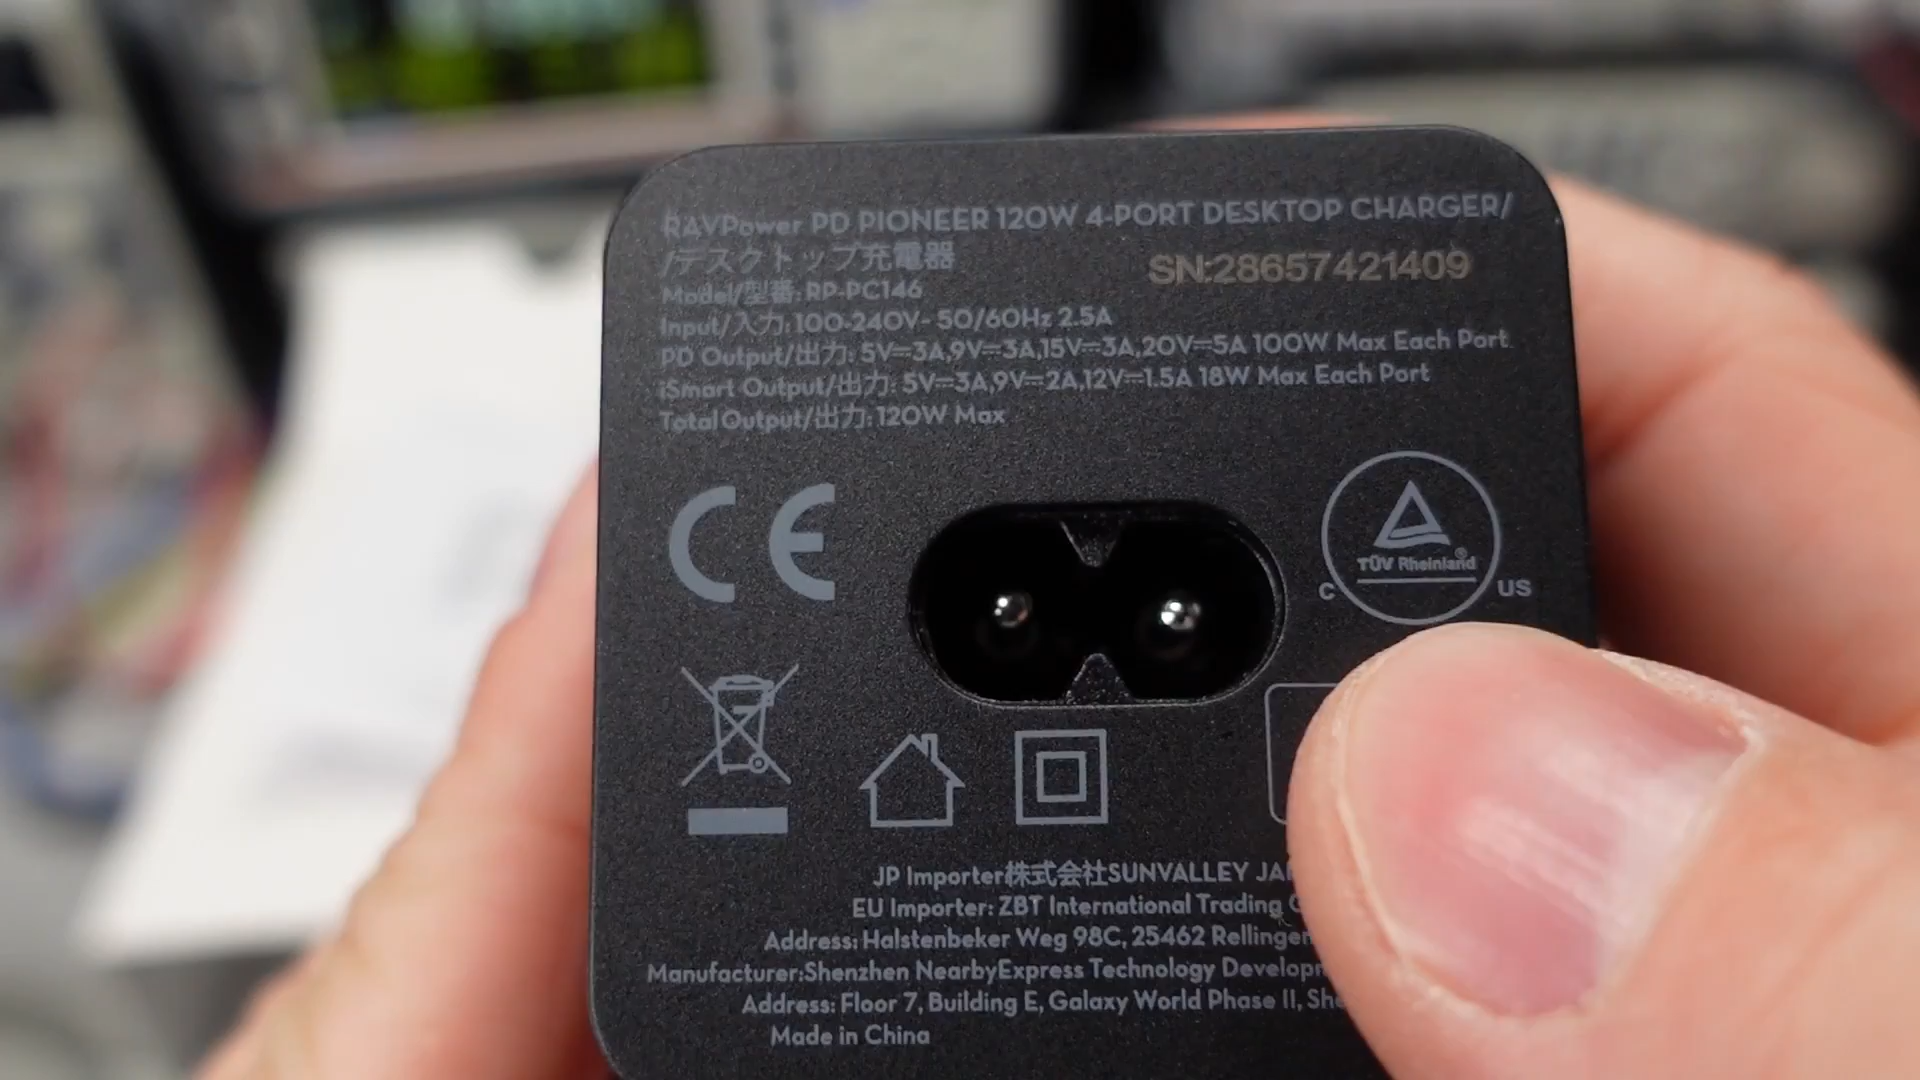 RAVPower PD PIONEER 120W 4-PORT DESKTOP CHARGER/
/デスクトップ充電器
SN:28657421409
Model/型番: RP-PC146
Input/入力: 100-240V~ 50/60Hz 2.5A
PD Output/出力: 5V⎓3A,9V⎓3A,15V⎓3A,20V⎓5A 100W Max Each Port.
iSmart Output/出力: 5V⎓3A,9V⎓2A,12V⎓1.5A 18W Max Each Port
Total Output/出力: 120W Max
CE
TÜV Rheinland®
C US
JP Importer株式会社SUNVALLEY
EU Importer: ZBT International Trading
Address: Halstenbeker Weg 98C, 25462 Rellingen
Manufacturer:Shenzhen NearbyExpress Technology
Address: Floor 7, Building E, Galaxy World Phase II,
Made in China